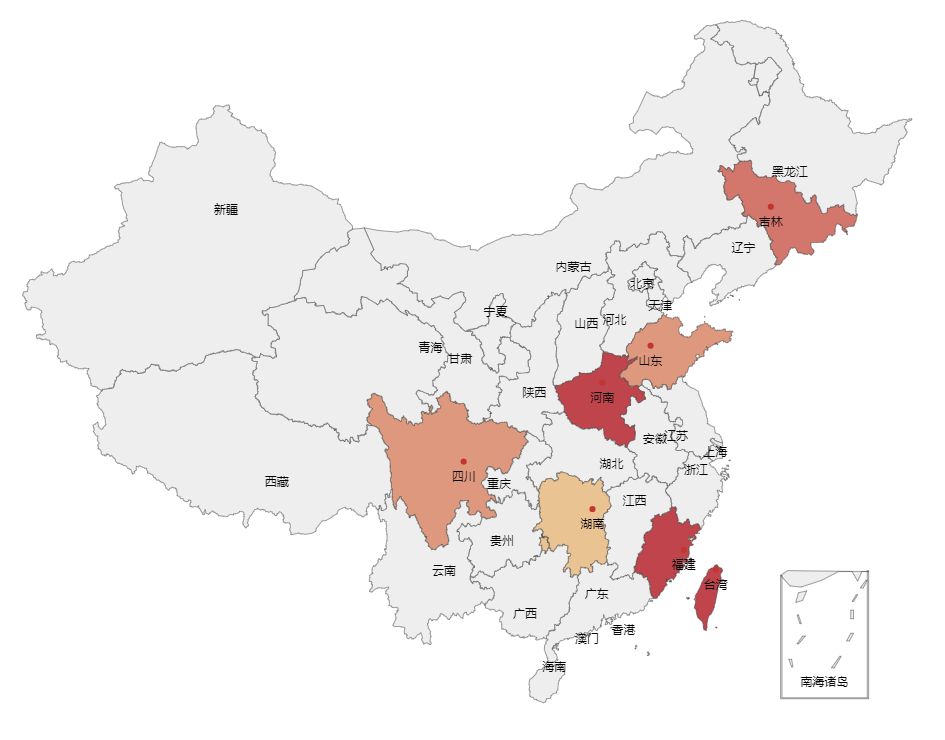 黑龙江
新疆
吉林
辽宁
内蒙古
北京
天津
宁夏
山西
河北
青海
甘肃
山东
陕西
河南
安徽
江苏
上海
湖北
浙江
四川
西藏
重庆
江西
湖南
贵州
福建
云南
台湾
广东
广西
香港
澳门
海南
南海诸岛